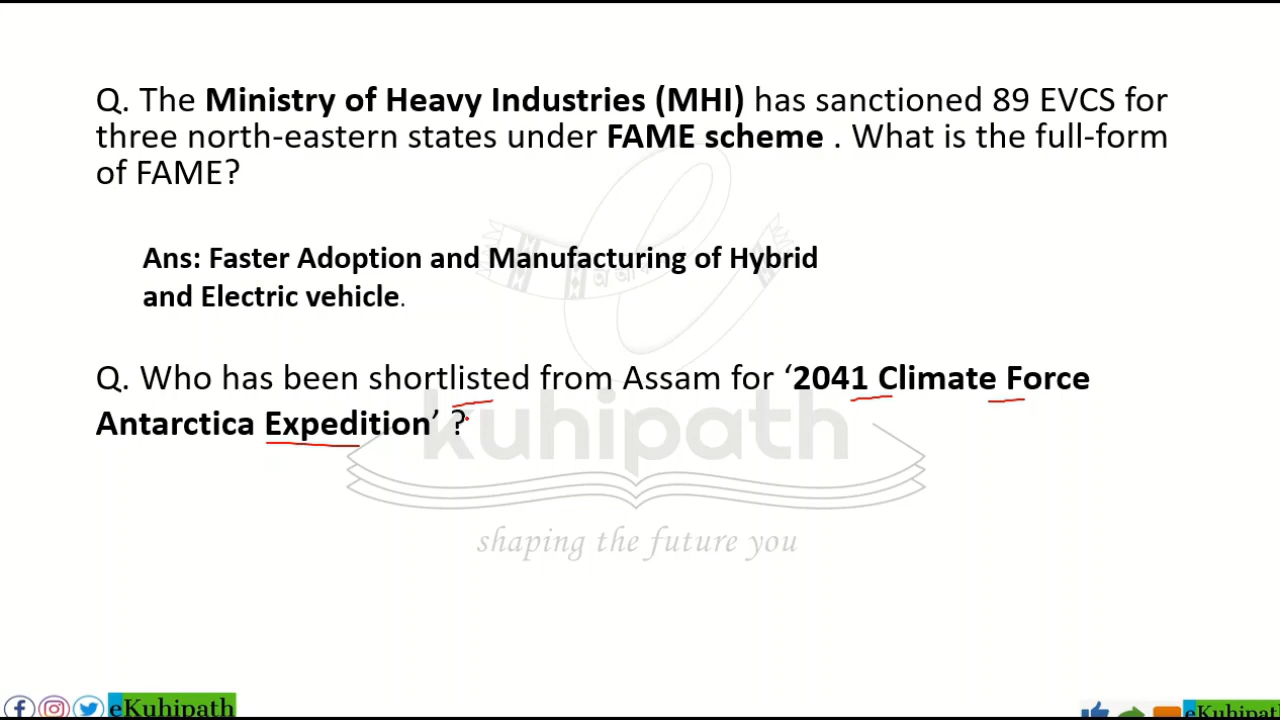 Q. The Ministry of Heavy Industries (MHI) has sanctioned 89 EVCS for
three north-eastern states under FAME scheme . What is the full-form
of FAME?
Ans: Faster Adoption and Manufacturing of Hybrid
and Electric vehicle.
Q. Who has been shortlisted from Assam for ‘2041 Climate Force
Antarctica Expedition’ ?
kuhipath
shaping the future you
eKuhipath
eKuhipath